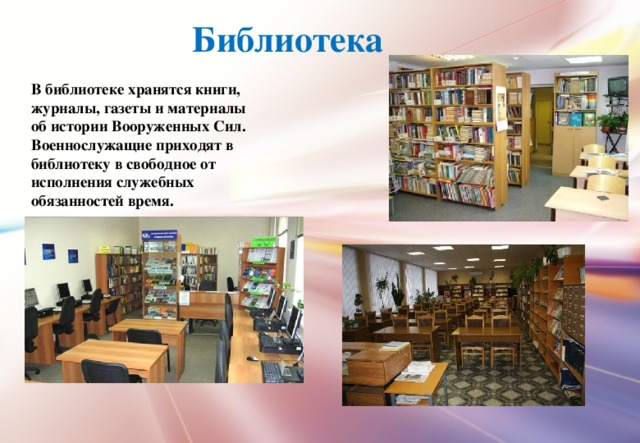 Библиотека
В библиотеке хранятся книги,
журналы, газеты и материалы
об истории Вооруженных Сил.
Военнослужащие приходят в
библиотеку в свободное от
исполнения служебных
обязанностей время.